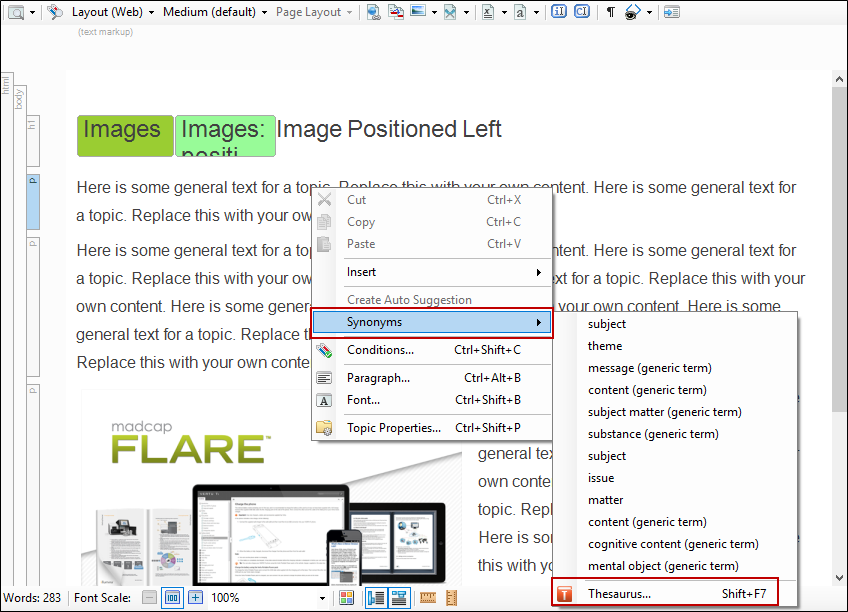 Layout (Web) Medium (default) Page Layout
(text markup)
html
body
h1
Images Images: Image Positioned Left
positi
p
Here is some general text for a topic. Replace this with your own content. Here is some general text for
a topic. Replace this with your ow
p
Here is some general text for a to ntent. Here is some general text for
a topic. Replace this with your ow xt for a topic. Replace this with your
own content. Here is some genera your own content. Here is some
general text for a topic. Replace t
Replace this with your own conte
p
Cut Ctrl+X
Copy Ctrl+C
Paste Ctrl+V
Insert
Create Auto Suggestion
Synonyms
Conditions... Ctrl+Shift+C
Paragraph... Ctrl+Alt+B
Font... Ctrl+Shift+B
Topic Properties... Ctrl+Shift+P
subject
theme
message (generic term)
content (generic term)
subject matter (generic term)
substance (generic term)
subject
issue
matter
content (generic term)
cognitive content (generic term)
mental object (generic term)
Thesaurus... Shift+F7
madcap
FLARE™
general tex
own conte
topic. Repl
Here is som
this with yo
Words: 283 Font Scale: 100 100%